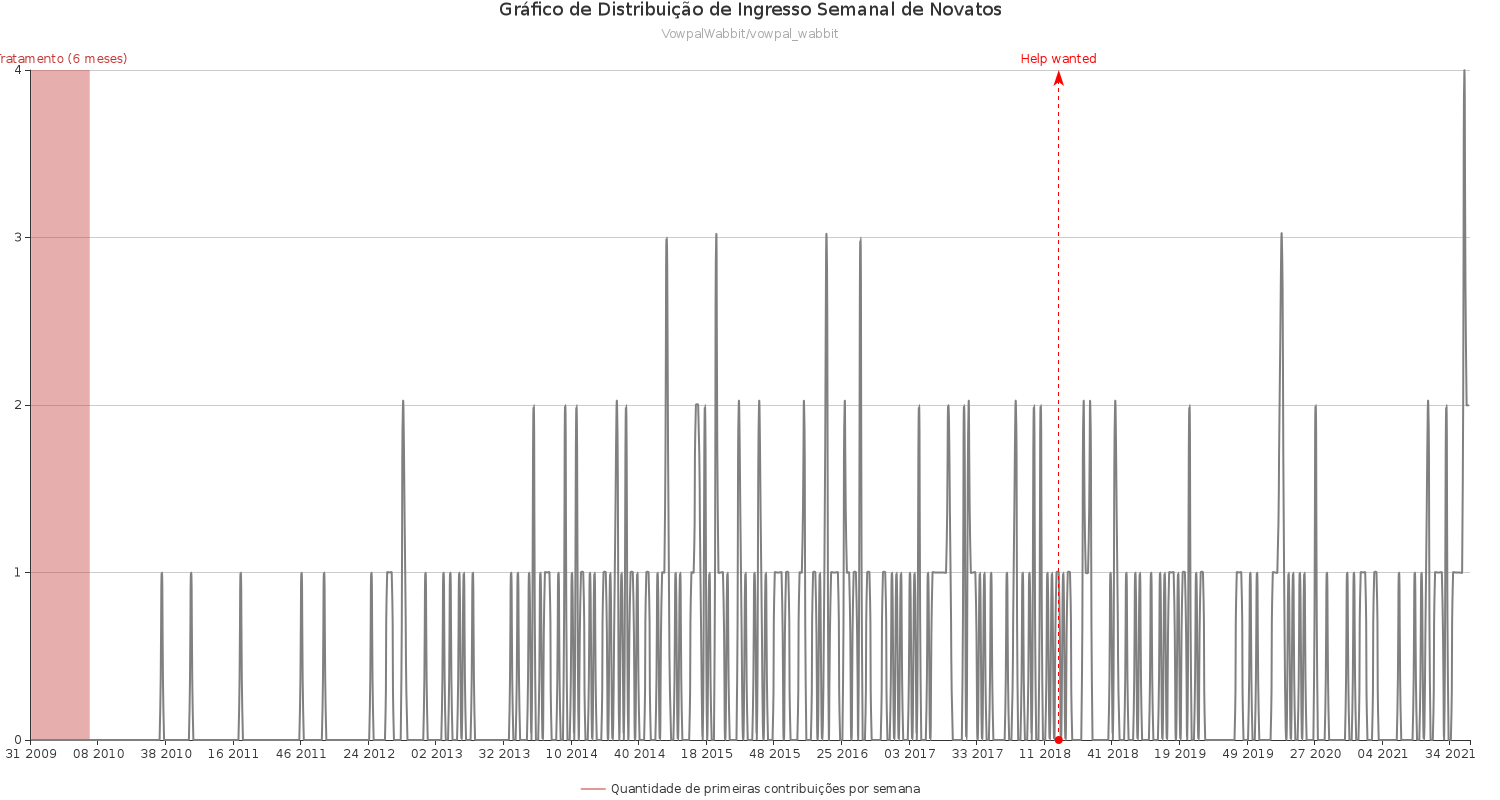 Gráfico de Distribuição de Ingresso Semanal de Novatos
VowpalWabbit/vowpal_wabbit
Tratamento (6 meses)
Help wanted
4
3
2
1
0
31 2009 08 2010 38 2010 16 2011 46 2011 24 2012 02 2013 32 2013 10 2014 40 2014 18 2015 48 2015 25 2016 03 2017 33 2017 11 2018 41 2018 19 2019 49 2019 27 2020 04 2021 34 2021
Quantidade de primeiras contribuições por semana